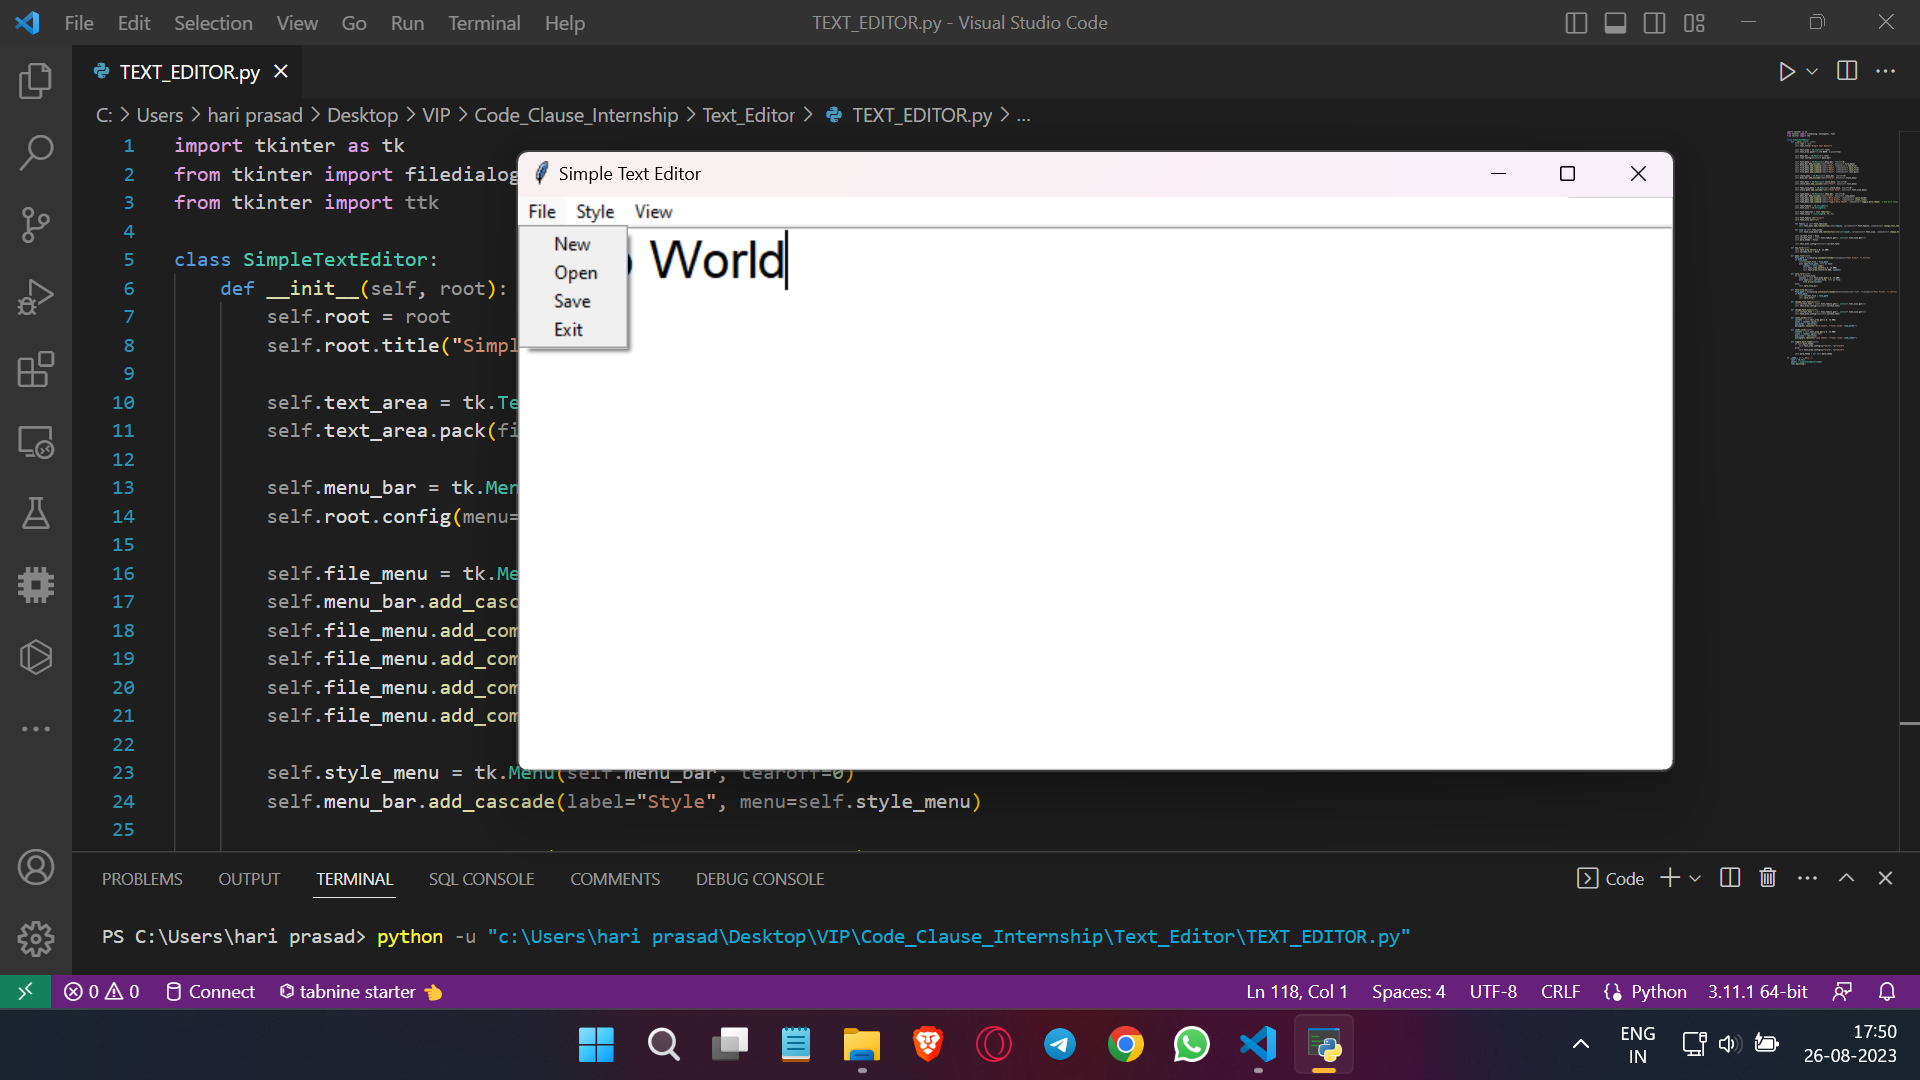 File Edit Selection View Go Run Terminal Help
TEXT_EDITOR.py - Visual Studio Code
TEXT_EDITOR.py
C: > Users > hari prasad > Desktop > VIP > Code_Clause_Internship > Text_Editor > TEXT_EDITOR.py > ...
1 import tkinter as tk
2 from tkinter import filedialog
3 from tkinter import ttk
4
5 class SimpleTextEditor:
6 def __init__(self, root):
7 self.root = root
8 self.root.title("Simpl
9
10 self.text_area = tk.Te
11 self.text_area.pack(fi
12
13 self.menu_bar = tk.Men
14 self.root.config(menu=
15
16 self.file_menu = tk.Me
17 self.menu_bar.add_casc
18 self.file_menu.add_com
19 self.file_menu.add_com
20 self.file_menu.add_com
21 self.file_menu.add_com
22
23 self.style_menu = tk.Menu(self.menu_bar, tearoff=0)
24 self.menu_bar.add_cascade(label="Style", menu=self.style_menu)
25
Simple Text Editor
File Style View
New
Open
Save
Exit
World
PROBLEMS OUTPUT TERMINAL SQL CONSOLE COMMENTS DEBUG CONSOLE
Code
PS C:\Users\hari prasad> python -u "c:\Users\hari prasad\Desktop\VIP\Code_Clause_Internship\Text_Editor\TEXT_EDITOR.py"
0 0 Connect tabnine starter
Ln 118, Col 1 Spaces: 4 UTF-8 CRLF Python 3.11.1 64-bit
ENG
IN
17:50
26-08-2023